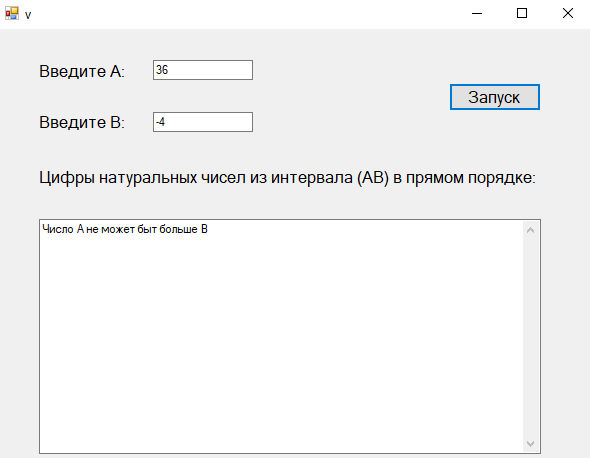 v
Введите А:
36
Запуск
Введите В:
-4
Цифры натуральных чисел из интервала (АВ) в прямом порядке:
Число А не может быт больше В